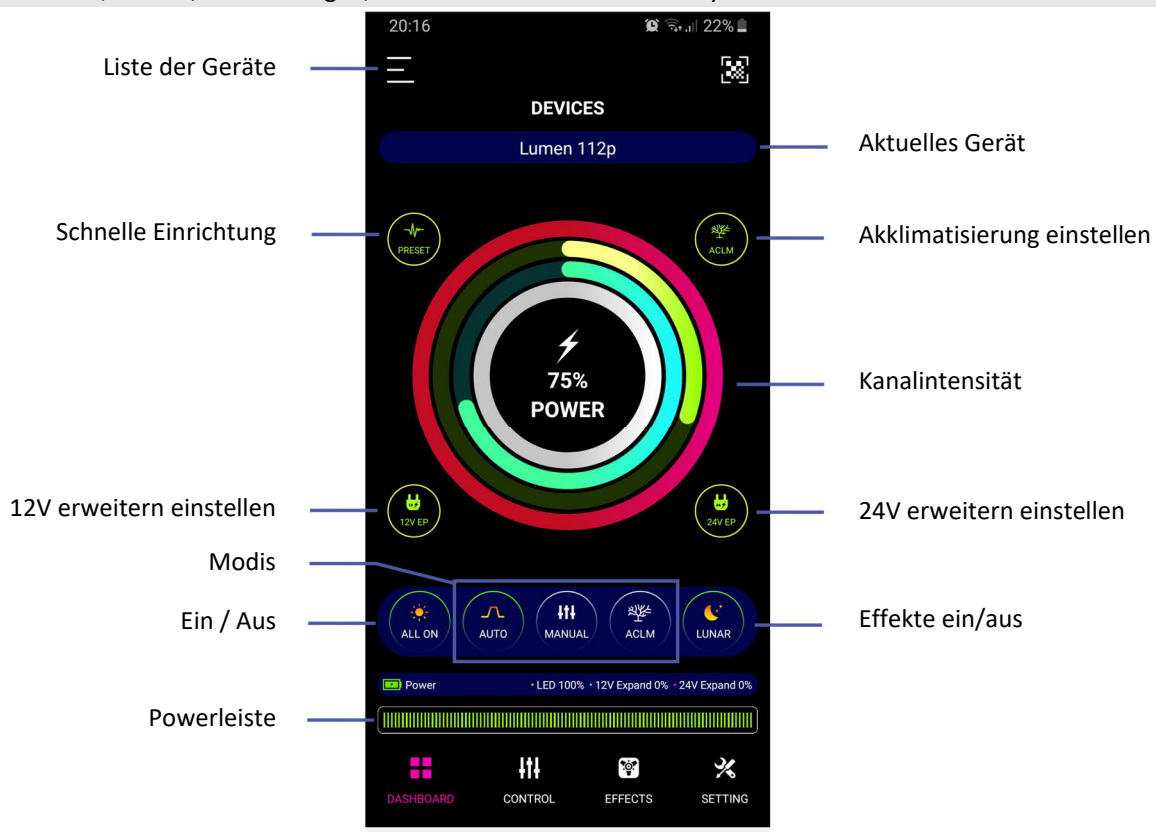 20:16
22%
Liste der Geräte
DEVICES
Lumen 112p
Aktuelles Gerät
Schnelle Einrichtung
PRESET
ACLM
Akklimatisierung einstellen
75%
POWER
Kanalintensität
12V erweitern einstellen
12V EP
24V EP
24V erweitern einstellen
Modis
Ein / Aus
ALL ON
AUTO
MANUAL
ACLM
LUNAR
Effekte ein/aus
Power
• LED 100% • 12V Expand 0% • 24V Expand 0%
Powerleiste
DASHBOARD
CONTROL
EFFECTS
SETTING